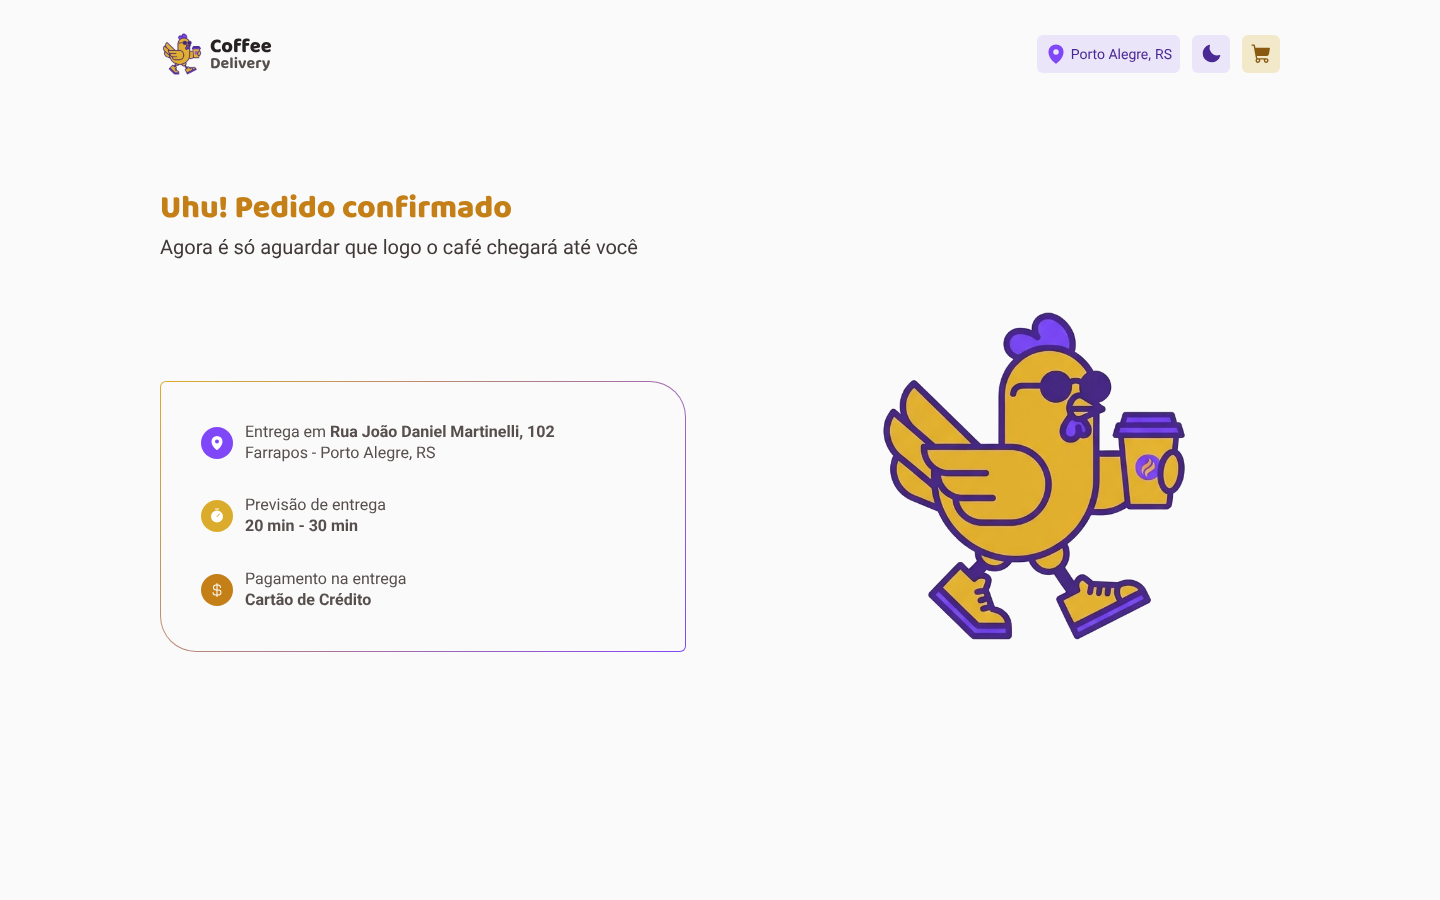 Coffee
Delivery
Porto Alegre, RS
Uhu! Pedido confirmado
Agora é só aguardar que logo o café chegará até você
Entrega em Rua João Daniel Martinelli, 102
Farrapos - Porto Alegre, RS
Previsão de entrega
20 min - 30 min
$
Pagamento na entrega
Cartão de Crédito